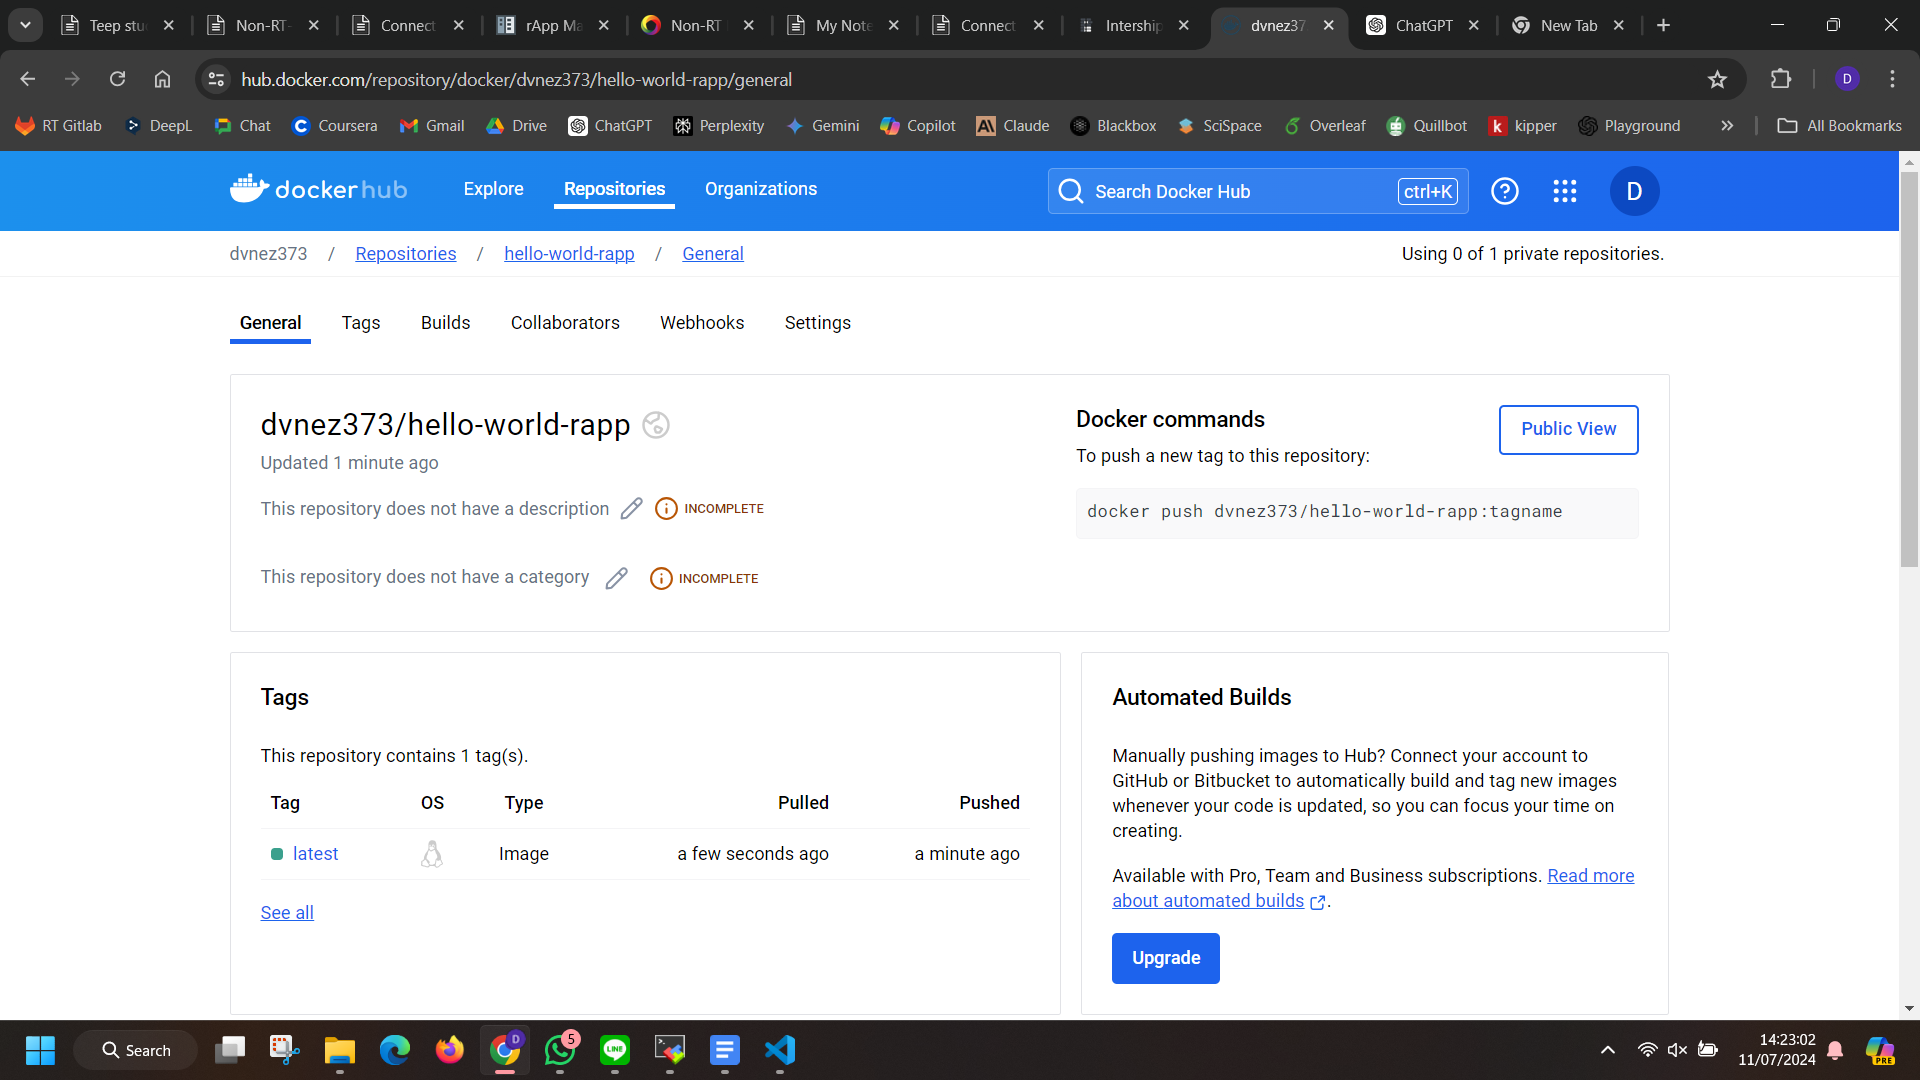 Teep stu
Non-RT-
Connect
rApp Ma
Non-RT
My Note
Connect
Intership
dvnez37
ChatGPT
New Tab
hub.docker.com/repository/docker/dvnez373/hello-world-rapp/general
D
RT Gitlab
DeepL
Chat
Coursera
Gmail
Drive
ChatGPT
Perplexity
Gemini
Copilot
Claude
Blackbox
SciSpace
Overleaf
Quillbot
kipper
Playground
All Bookmarks
dockerhub
Explore
Repositories
Organizations
Search Docker Hub
ctrl+K
D
dvnez373 / Repositories / hello-world-rapp / General
Using 0 of 1 private repositories.
General
Tags
Builds
Collaborators
Webhooks
Settings
dvnez373/hello-world-rapp
Updated 1 minute ago
This repository does not have a description
INCOMPLETE
This repository does not have a category
INCOMPLETE
Docker commands
Public View
To push a new tag to this repository:
docker push dvnez373/hello-world-rapp:tagname
Tags
This repository contains 1 tag(s).
Tag OS Type Pulled Pushed
latest Image a few seconds ago a minute ago
See all
Automated Builds
Manually pushing images to Hub? Connect your account to
GitHub or Bitbucket to automatically build and tag new images
whenever your code is updated, so you can focus your time on
creating.
Available with Pro, Team and Business subscriptions. Read more
about automated builds.
Upgrade
Search
D
5
LINE
14:23:02
11/07/2024
PRE